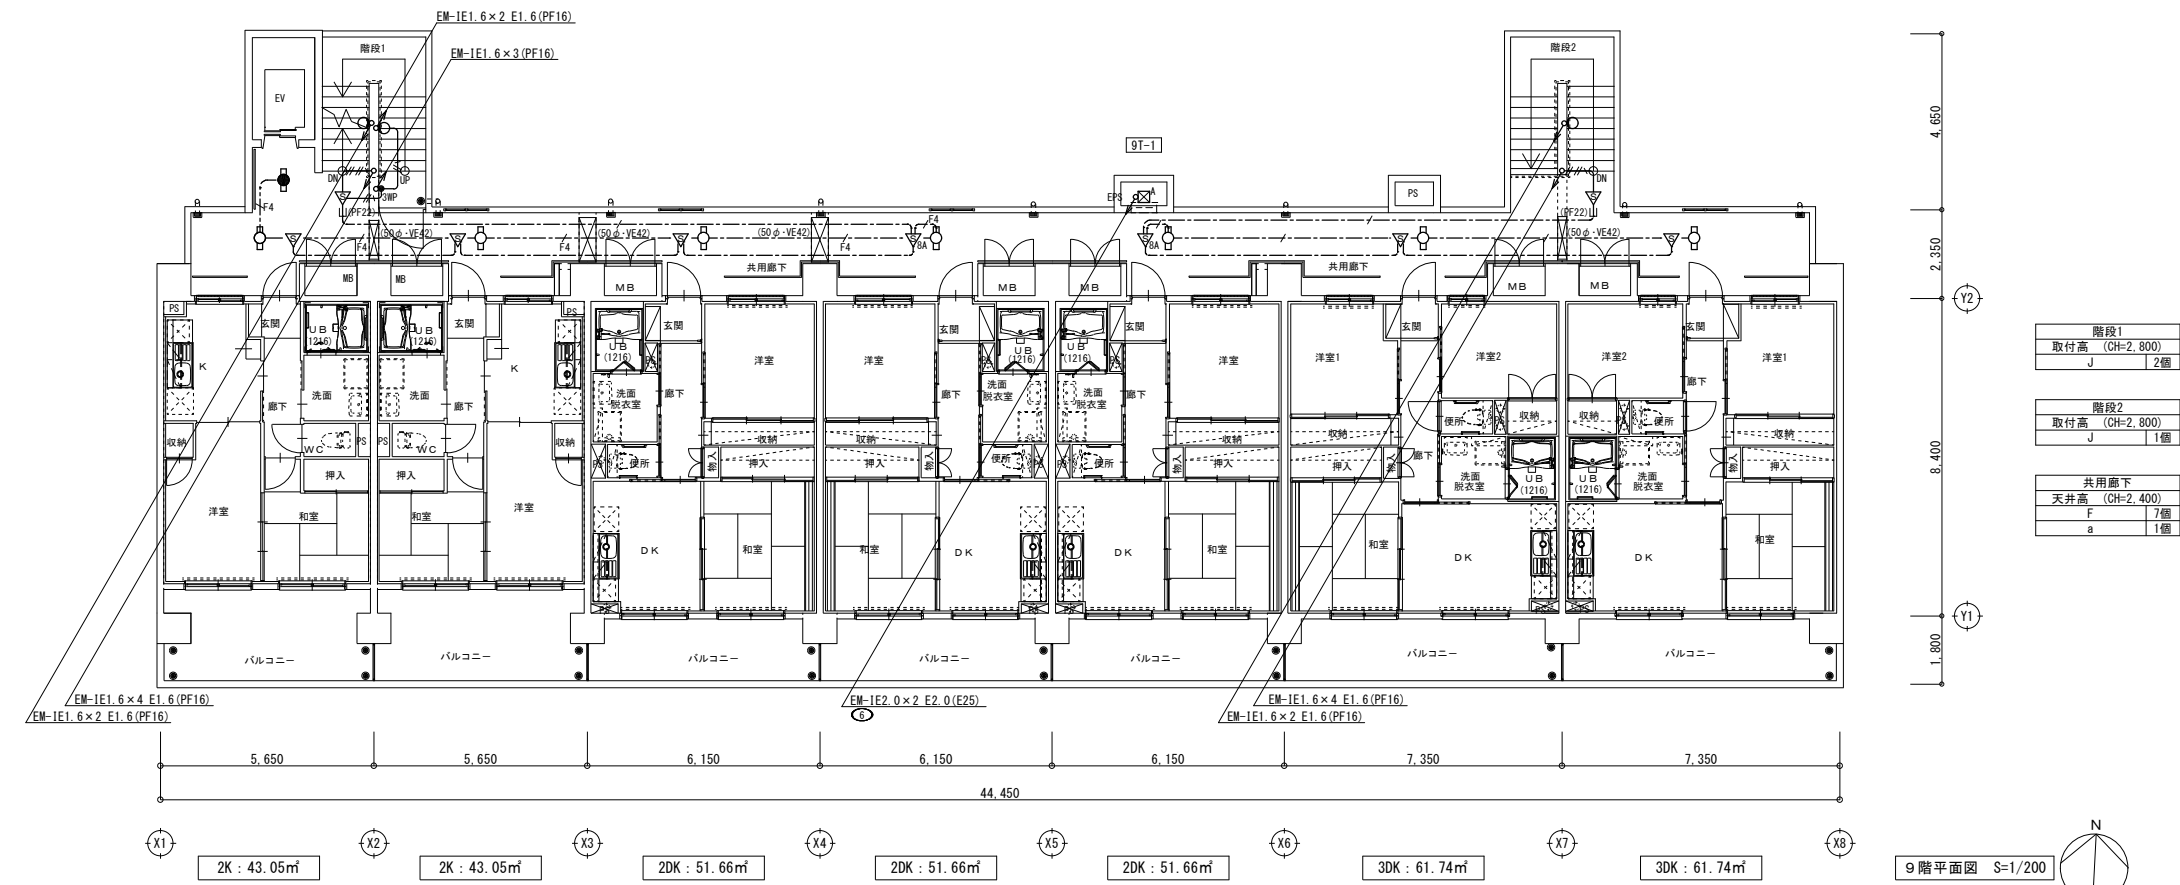 EM-IE1.6×2 E1.6(PF16)
EM-IE1.6×3(PF16)
階段1
階段2
EV
9T-1
DN
UP
3WP
(PF22)
F4
EPS
A
PS
DN
(PF22)
F4
(50φ・VE42)
F4
(50φ・VE42)
(50φ・VE42)
F4
F4
S
S
S
S
8A
S
8A
S
S
(50φ・VE42)
S
S
共用廊下
共用廊下
MB
MB
MB
MB
MB
MB
MB
PS
玄関
UB
(1216)
UB
(1216)
玄関
PS
UB
(1216)
玄関
玄関
UB
(1216)
UB
(1216)
玄関
玄関
玄関
K
K
洋室
洋室
洋室
洋室1
洋室2
洋室2
洋室1
廊下
洗面
洗面
廊下
洗面
脱衣室
廊下
廊下
洗面
脱衣室
洗面
脱衣室
廊下
廊下
収納
WC
PS
PS
WC
収納
収納
収納
収納
収納
便所
収納
収納
便所
収納
押入
押入
便所
物入
押入
押入
物入
便所
便所
物入
押入
押入
物入
廊下
洗面
脱衣室
UB
(1216)
UB
(1216)
洗面
脱衣室
物入
押入
洋室
和室
和室
洋室
DK
和室
和室
DK
DK
和室
和室
DK
DK
和室
バルコニー
バルコニー
バルコニー
バルコニー
バルコニー
バルコニー
バルコニー
EM-IE1.6×4 E1.6(PF16)
EM-IE1.6×2 E1.6(PF16)
EM-IE2.0×2 E2.0(E25)
6
EM-IE1.6×4 E1.6(PF16)
EM-IE1.6×2 E1.6(PF16)
5,650
5,650
6,150
6,150
6,150
7,350
7,350
44,450
4,650
2,350
8,400
1,800
Y2
Y1
階段1
取付高 (CH=2,800)
J 2個
階段2
取付高 (CH=2,800)
J 1個
共用廊下
天井高 (CH=2,400)
F 7個
a 1個
X1
X2
X3
X4
X5
X6
X7
X8
2K : 43.05㎡
2K : 43.05㎡
2DK : 51.66㎡
2DK : 51.66㎡
2DK : 51.66㎡
3DK : 61.74㎡
3DK : 61.74㎡
9階平面図 S=1/200
N